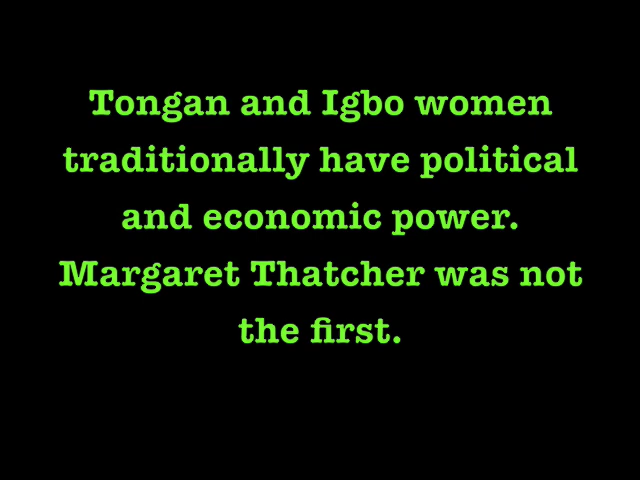 Tongan and Igbo women
traditionally have political
and economic power.
Margaret Thatcher was not
the first.